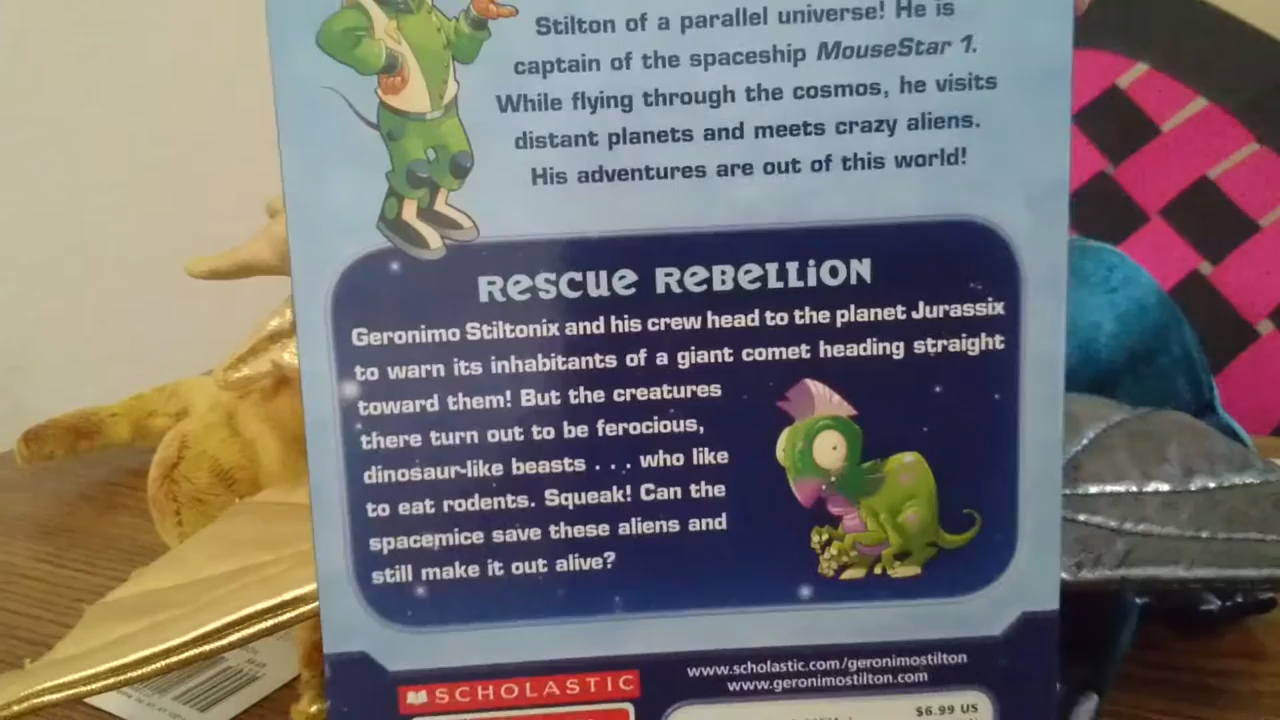 Stilton of a parallel universe! He is
captain of the spaceship MouseStar 1.
While flying through the cosmos, he visits
distant planets and meets crazy aliens.
His adventures are out of this world!
RESCUE REBELLION
Geronimo Stiltonix and his crew head to the planet Jurassix
to warn its inhabitants of a giant comet heading straight
toward them! But the creatures
there turn out to be ferocious,
dinosaur-like beasts . . . who like
to eat rodents. Squeak! Can the
spacemice save these aliens and
still make it out alive?
SCHOLASTIC
www.scholastic.com/geronimostilton
www.geronimostilton.com
$6.99 US